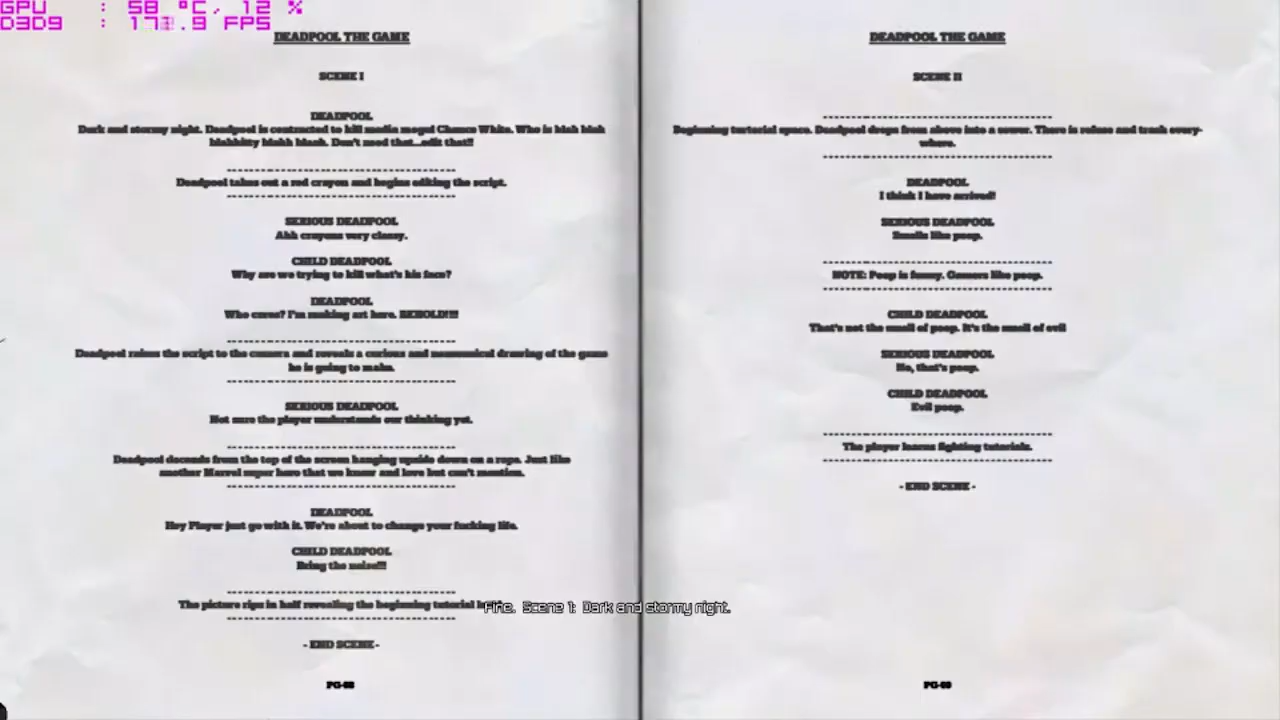 GPU : 58 °C, 12 %
D3D9 : 171.9 FPS
DEADPOOL THE GAME
SCENE I
DEADPOOL
Dark and stormy night. Deadpool is contracted to kill media mogul Chance White. Who is blah blah
blahbitty blahh blaah. Don't need that...edit that!!
Deadpool takes out a red crayon and begins editing the script.
SERIOUS DEADPOOL
Ahh crayons very classy.
CHILD DEADPOOL
Why are we trying to kill what's his face?
DEADPOOL
Who cares? I'm making art here. BEHOLD!!!!
Deadpool raises the script to the camera and reveals a curious and nonsensical drawing of the game
he is going to make.
SERIOUS DEADPOOL
Not sure the player understands our thinking yet.
Deadpool decends from the top of the screen hanging upside down on a rope. Just like
another Marvel super hero that we know and love but can't mention.
DEADPOOL
Hey Player just go with it. We're about to change your fucking life.
CHILD DEADPOOL
Bring the noise!!!
The picture rips in half revealing the beginning tutorial
Fine. Scene 1: Dark and stormy night.
- END SCENE -
PG-08
DEADPOOL THE GAME
SCENE II
Beginning turtorial space. Deadpool drops from above into a sewer. There is refuse and trash every-
where.
DEADPOOL
I think I have arrived!
SERIOUS DEADPOOL
Smells like poop.
NOTE: Poop is funny. Gamers like poop.
CHILD DEADPOOL
That's not the smell of poop. It's the smell of evil
SERIOUS DEADPOOL
No, that's poop.
CHILD DEADPOOL
Evil poop.
The player learns fighting tutorials.
- END SCENE -
PG-09